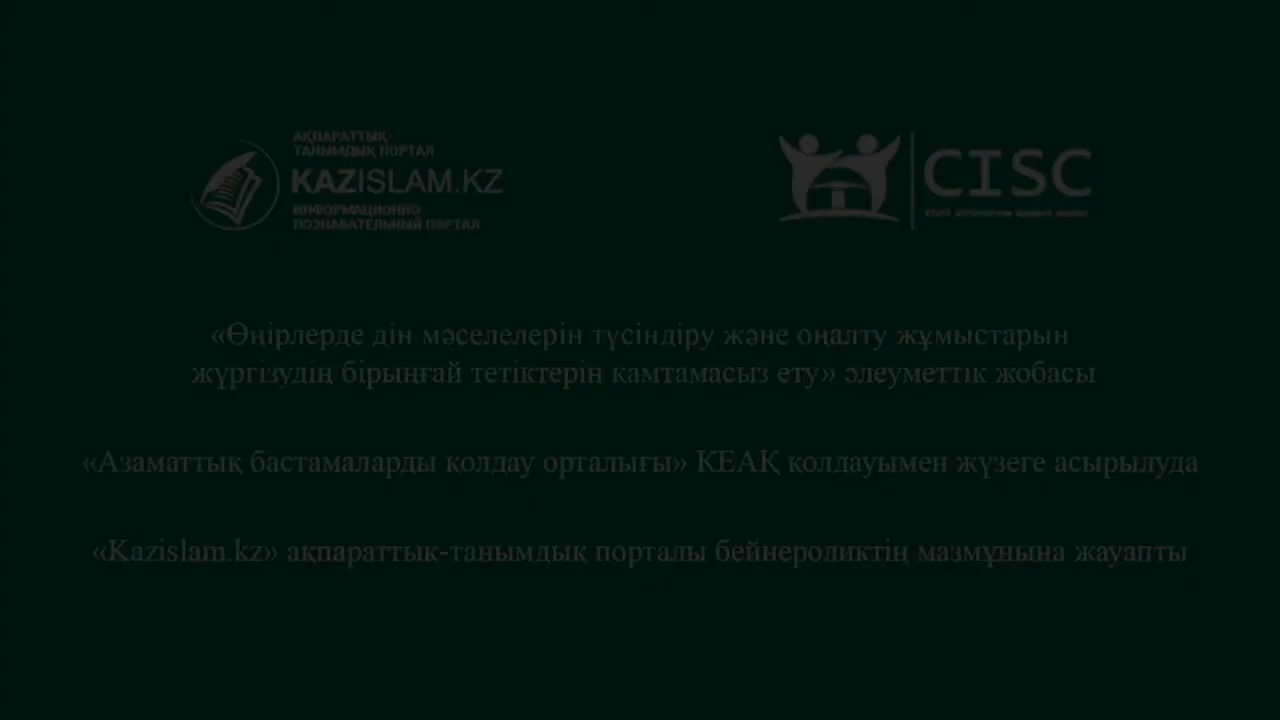 АҚПАРАТТЫҚ-
ТАНЫМДЫҚ ПОРТАЛ
KAZISLAM.KZ
ИНФОРМАЦИОННО
ПОЗНАВАТЕЛЬНЫЙ ПОРТАЛ
CISC
«Өңірлерде дін мәселелерін түсіндіру және оңалту жұмыстарын
жүргізудің бірыңғай тетіктерін қамтамасыз ету» әлеуметтік жобасы
«Азаматтық бастамаларды қолдау орталығы» КЕАҚ қолдауымен жүзеге асырылуда
«Kazislam.kz» ақпараттық-танымдық порталы бейнероликтің мазмұнына жауапты